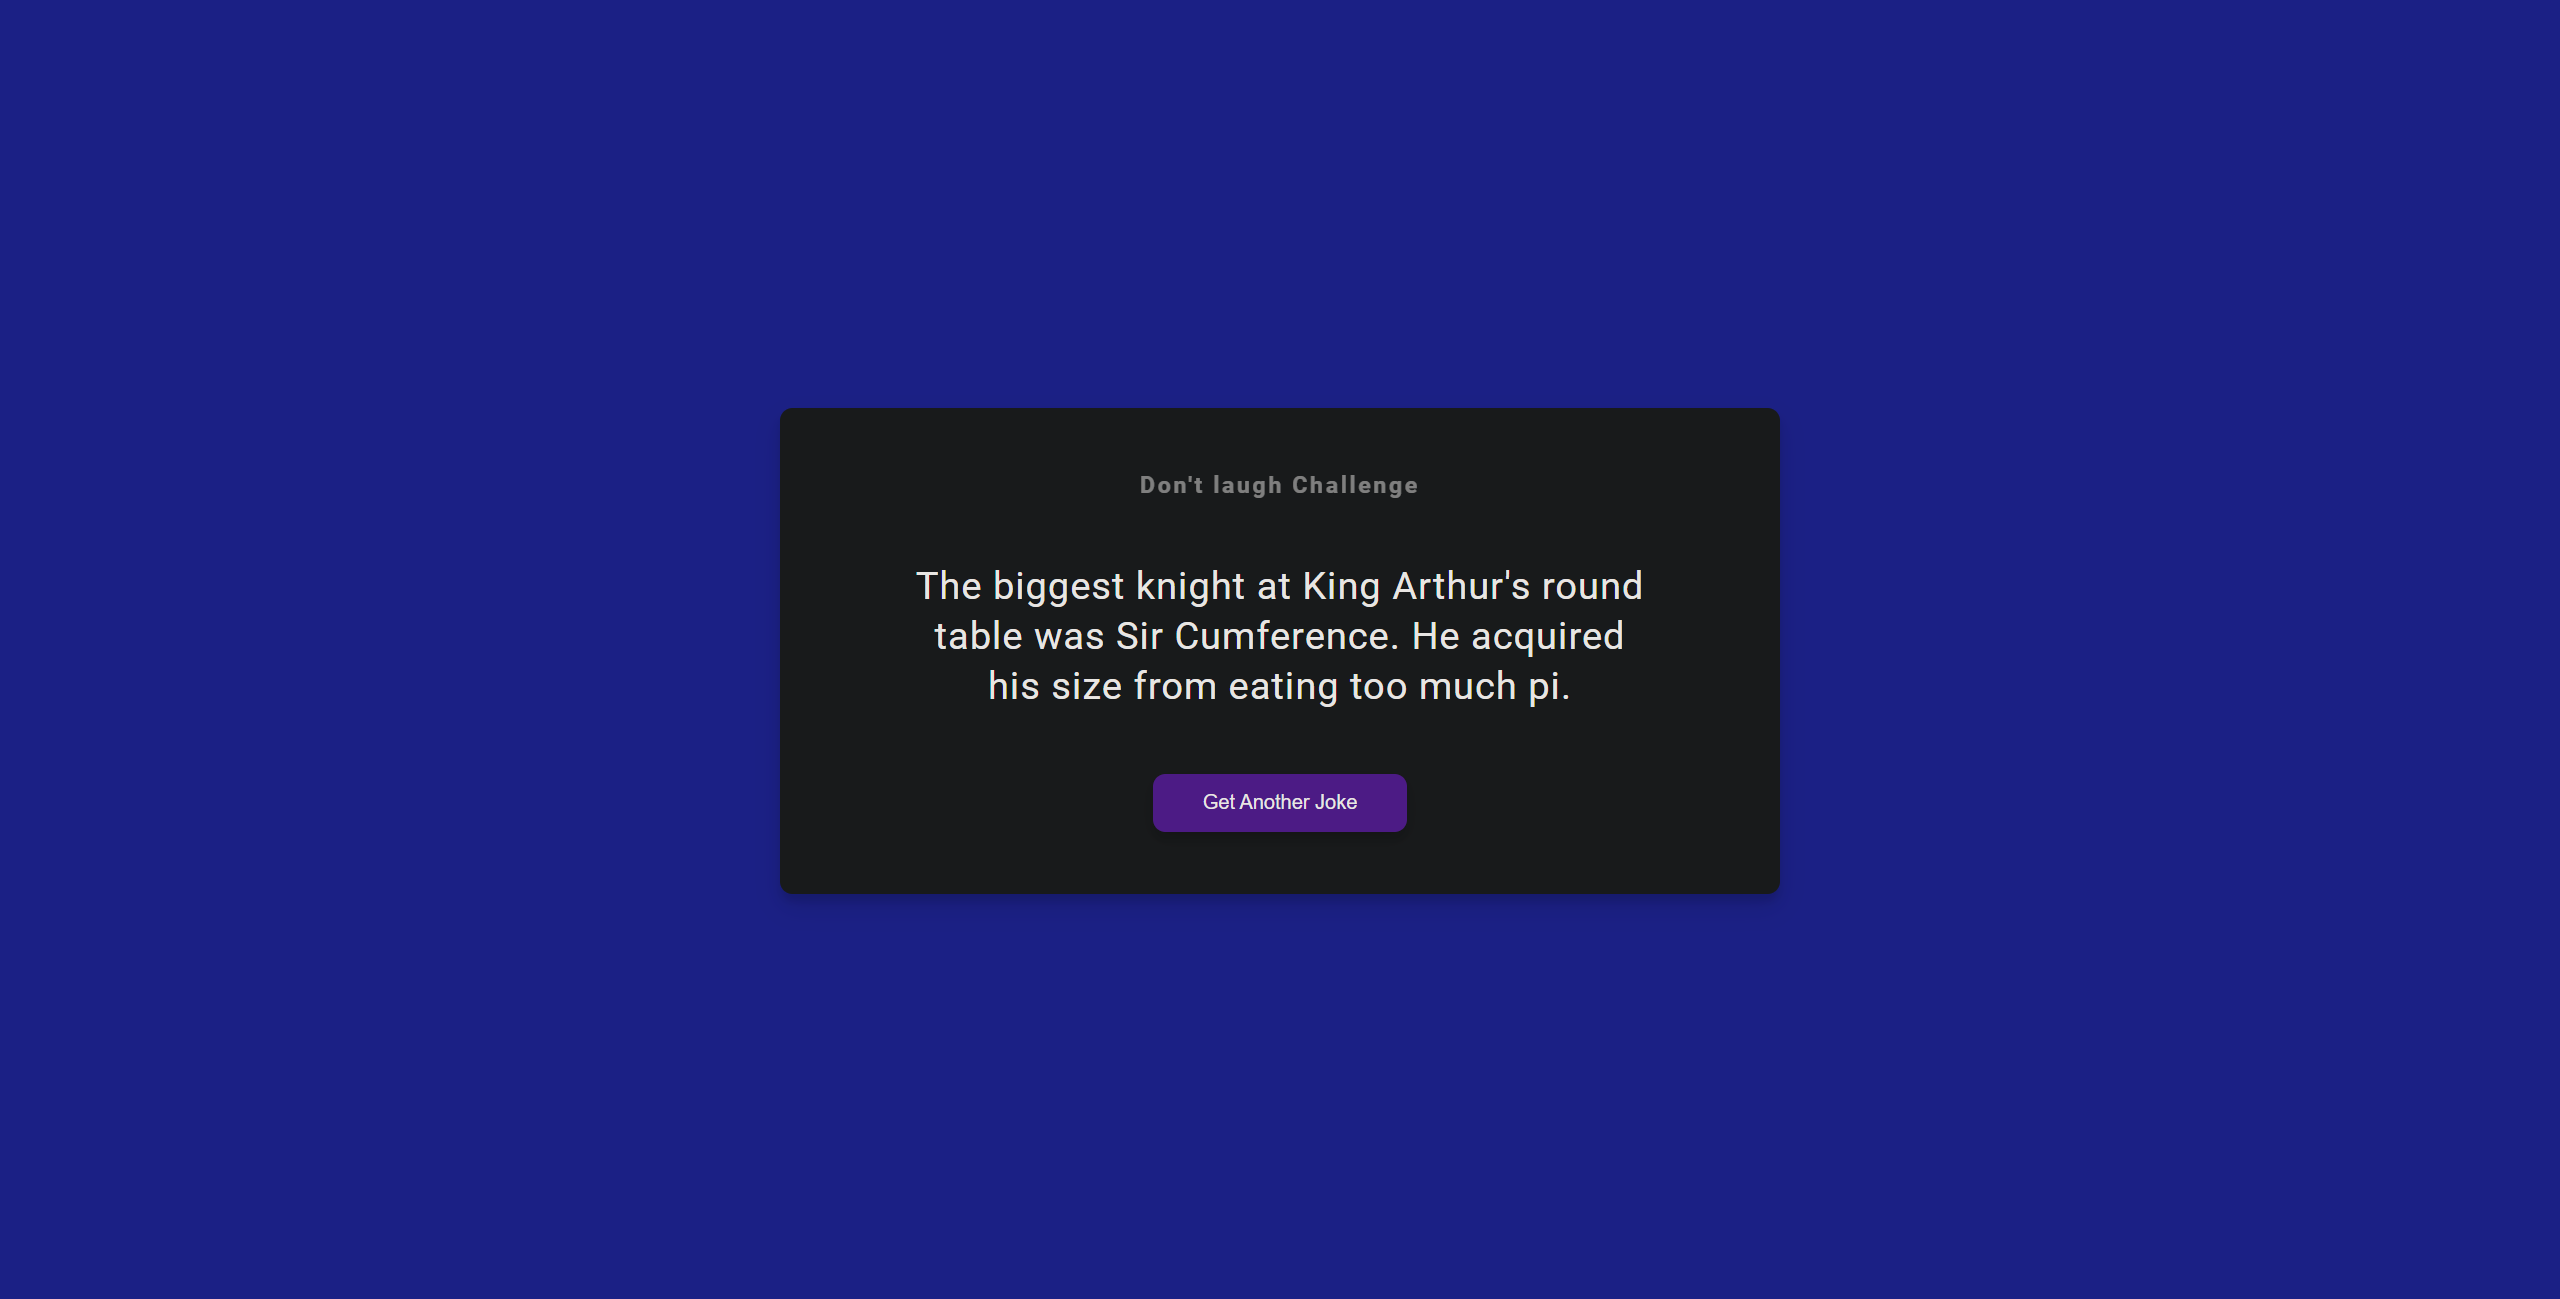 Don't laugh Challenge
The biggest knight at King Arthur's round
table was Sir Cumference. He acquired
his size from eating too much pi.
Get Another Joke